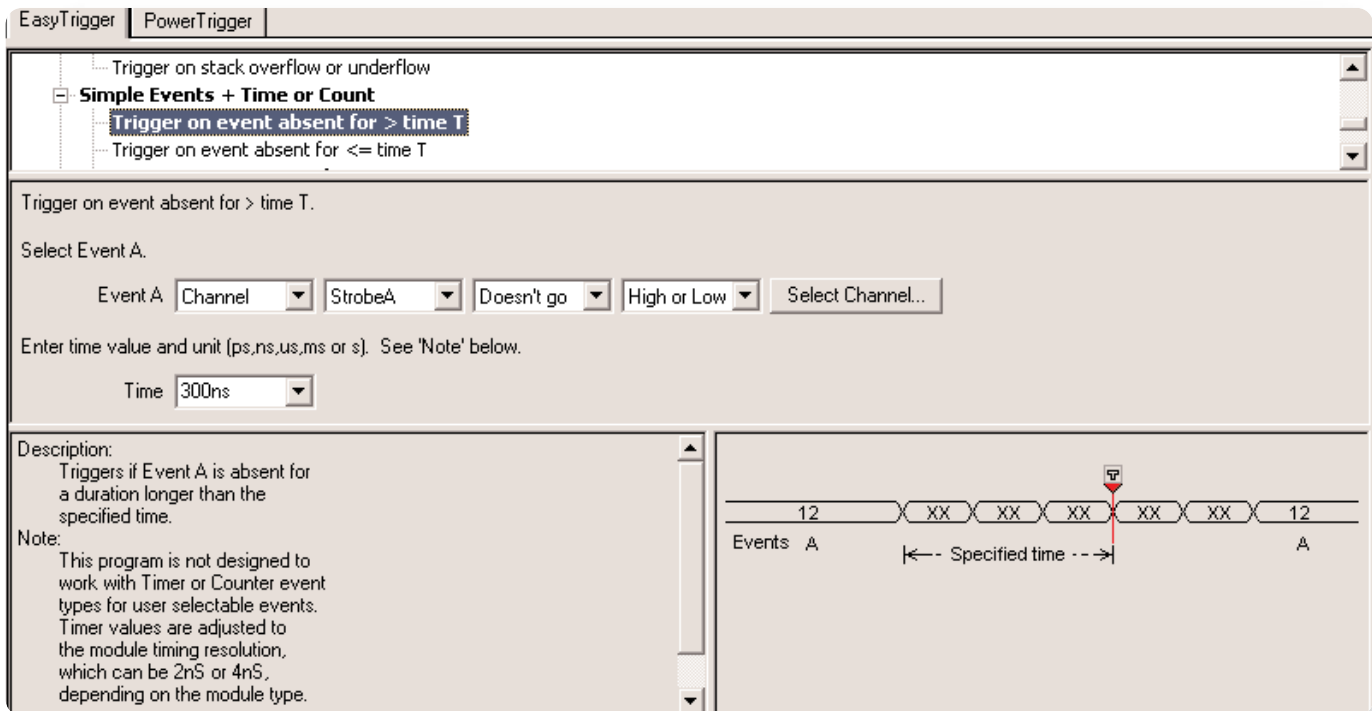 EasyTrigger PowerTrigger
Trigger on stack overflow or underflow
Simple Events + Time or Count
Trigger on event absent for > time T
Trigger on event absent for <= time T
Trigger on event absent for > time T.
Select Event A.
Event A Channel StrobeA Doesn't go High or Low Select Channel...
Enter time value and unit (ps,ns,us,ms or s). See 'Note' below.
Time 300ns
Description:
Triggers if Event A is absent for
a duration longer than the
specified time.
Note:
This program is not designed to
work with Timer or Counter event
types for user selectable events.
Timer values are adjusted to
the module timing resolution,
which can be 2nS or 4nS,
depending on the module type.
T
12 XX XX XX XX XX 12
Events A A
Specified time